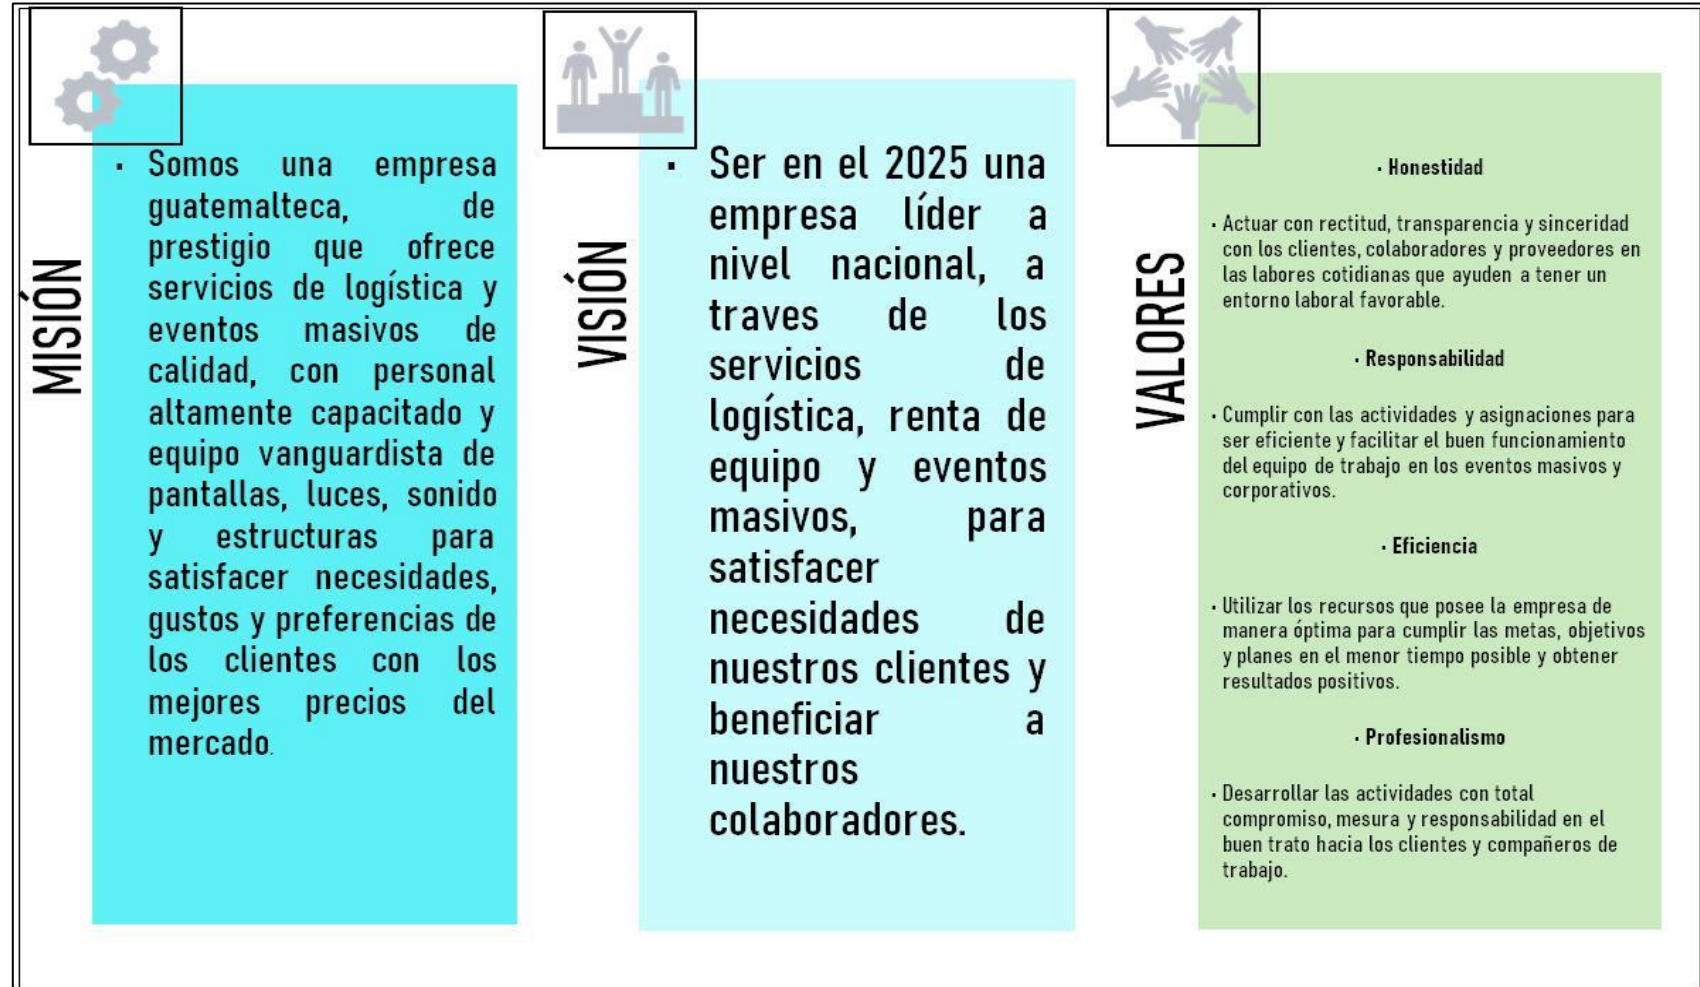 MISIÓN
· Somos una empresa
guatemalteca, de
prestigio que ofrece
servicios de logística y
eventos masivos de
calidad, con personal
altamente capacitado y
equipo vanguardista de
pantallas, luces, sonido
y estructuras para
satisfacer necesidades,
gustos y preferencias de
los clientes con los
mejores precios del
mercado.
VISIÓN
· Ser en el 2025 una
empresa líder a
nivel nacional, a
traves de los
servicios de
logística, renta de
equipo y eventos
masivos, para
satisfacer
necesidades de
nuestros clientes y
beneficiar a
nuestros
colaboradores.
VALORES
· Honestidad
· Actuar con rectitud, transparencia y sinceridad
con los clientes, colaboradores y proveedores en
las labores cotidianas que ayuden a tener un
entorno laboral favorable.
· Responsabilidad
· Cumplir con las actividades y asignaciones para
ser eficiente y facilitar el buen funcionamiento
del equipo de trabajo en los eventos masivos y
corporativos.
· Eficiencia
· Utilizar los recursos que posee la empresa de
manera óptima para cumplir las metas, objetivos
y planes en el menor tiempo posible y obtener
resultados positivos.
· Profesionalismo
· Desarrollar las actividades con total
compromiso, mesura y responsabilidad en el
buen trato hacia los clientes y compañeros de
trabajo.